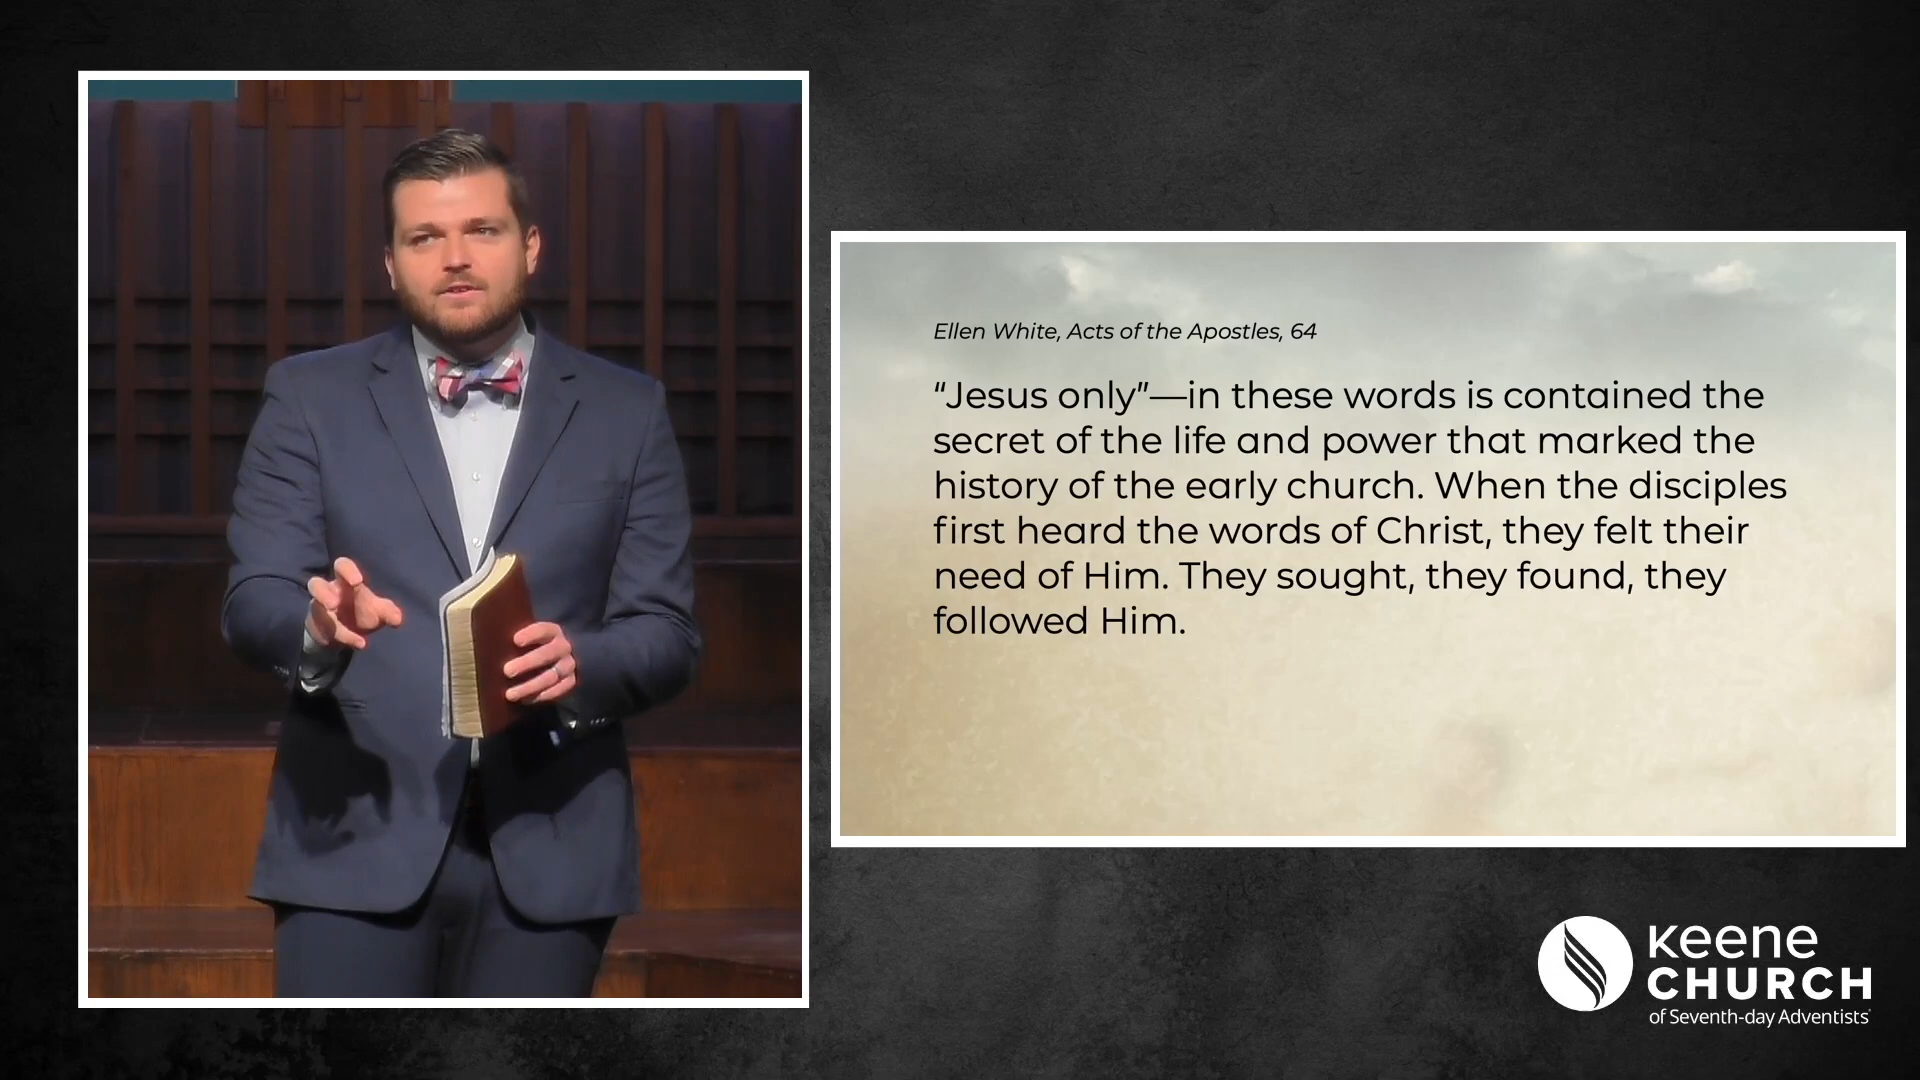 Ellen White, Acts of the Apostles, 64
“Jesus only”—in these words is contained the
secret of the life and power that marked the
history of the early church. When the disciples
first heard the words of Christ, they felt their
need of Him. They sought, they found, they
followed Him.
Keene
CHURCH
of Seventh-day Adventists